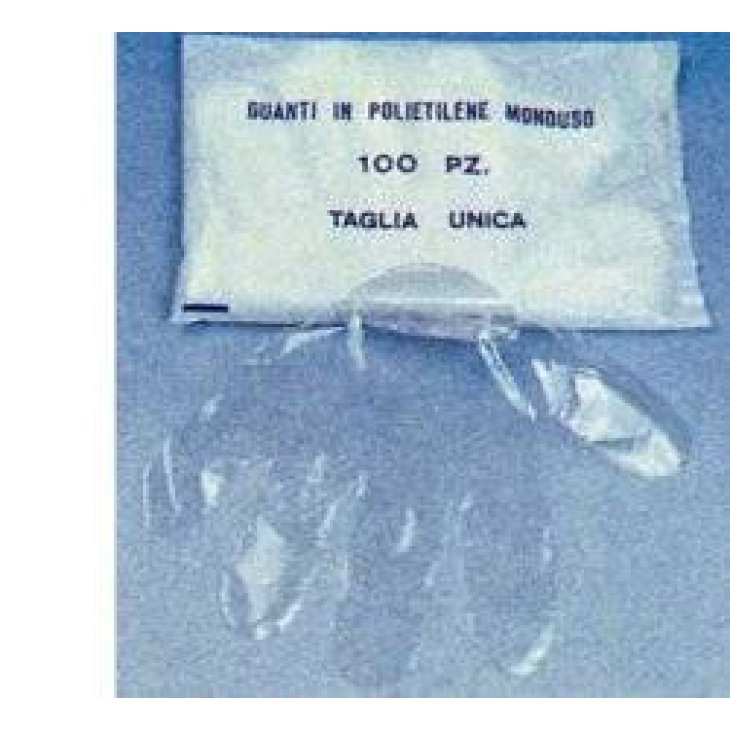 GUANTI IN POLIETILENE MONOUSO
100 PZ.
TAGLIA UNICA